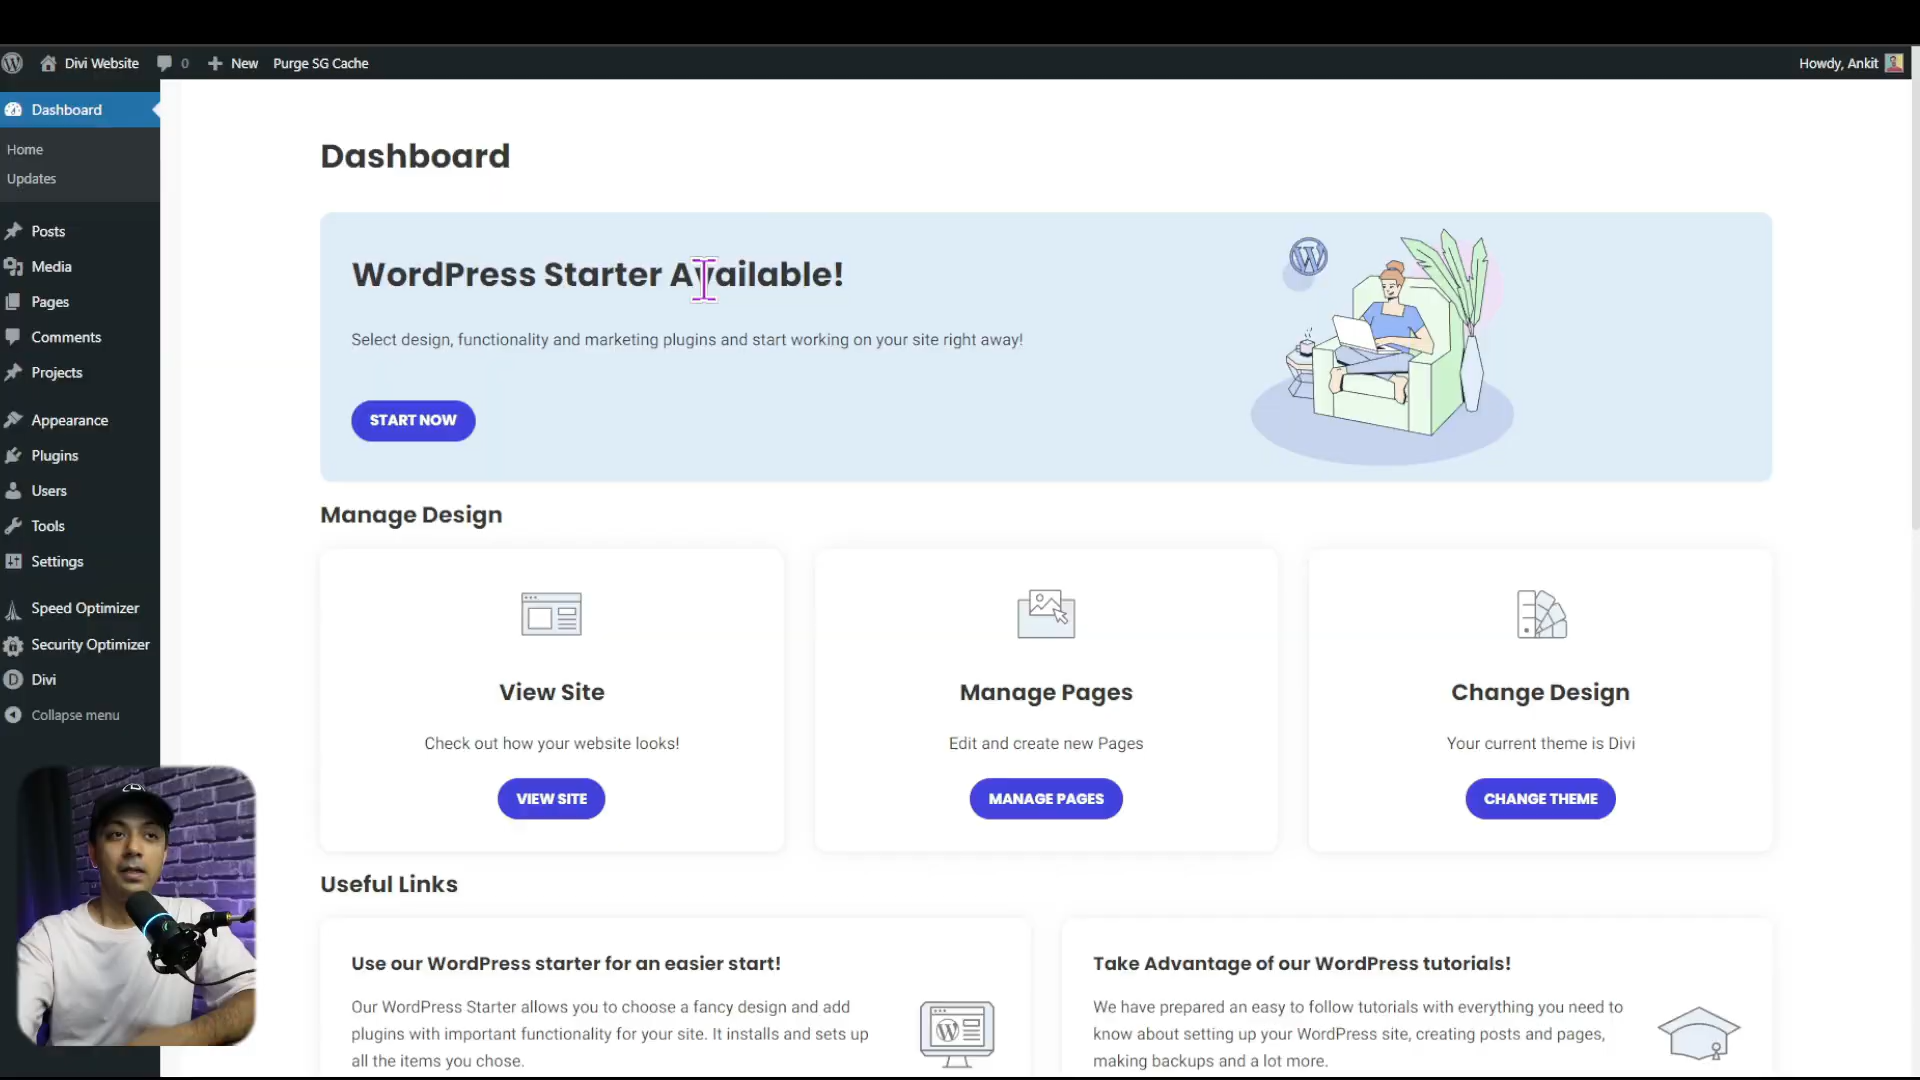 Divi Website
0
New
Purge SG Cache
Howdy, Ankit
Dashboard
Home
Updates
Posts
Media
Pages
Comments
Projects
Appearance
Plugins
Users
Tools
Settings
Speed Optimizer
Security Optimizer
Divi
Collapse menu
Dashboard
WordPress Starter Available!
Select design, functionality and marketing plugins and start working on your site right away!
START NOW
Manage Design
View Site
Check out how your website looks!
VIEW SITE
Manage Pages
Edit and create new Pages
MANAGE PAGES
Change Design
Your current theme is Divi
CHANGE THEME
Useful Links
Use our WordPress starter for an easier start!
Our WordPress Starter allows you to choose a fancy design and add
plugins with important functionality for your site. It installs and sets up
all the items you chose.
Take Advantage of our WordPress tutorials!
We have prepared an easy to follow tutorials with everything you need to
know about setting up your WordPress site, creating posts and pages,
making backups and a lot more.